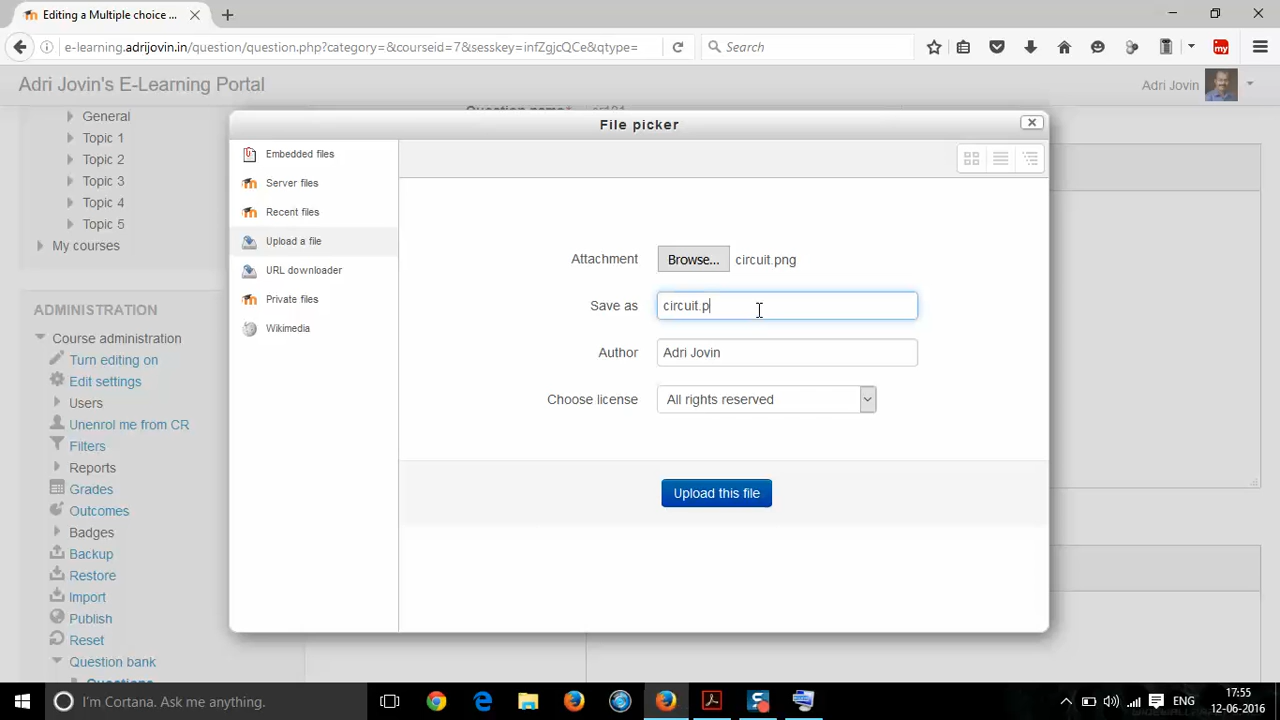 Editing a Multiple choice ...
e-learning.adrijovin.in/question/question.php?category=&courseid=7&sesskey=infZgjcQCe&qtype=
Search
my
Adri Jovin's E-Learning Portal
Adri Jovin
General
Topic 1
Topic 2
Topic 3
Topic 4
Topic 5
My courses
ADMINISTRATION
Course administration
Turn editing on
Edit settings
Users
Unenrol me from CR
Filters
Reports
Grades
Outcomes
Badges
Backup
Restore
Import
Publish
Reset
Question bank
File picker
Embedded files
Server files
Recent files
Upload a file
URL downloader
Private files
Wikimedia
Attachment Browse... circuit.png
Save as circuit.p
Author Adri Jovin
Choose license All rights reserved
Upload this file
I'm Cortana. Ask me anything.
ENG
17:55
12-06-2016